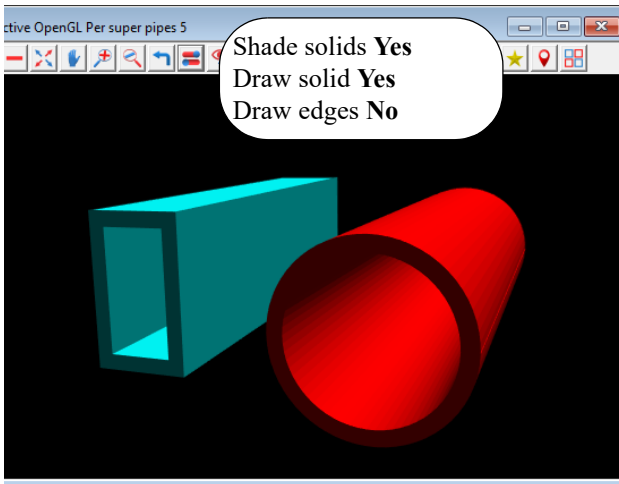 ctive OpenGL Per super pipes 5
Shade solids Yes
Draw solid Yes
Draw edges No